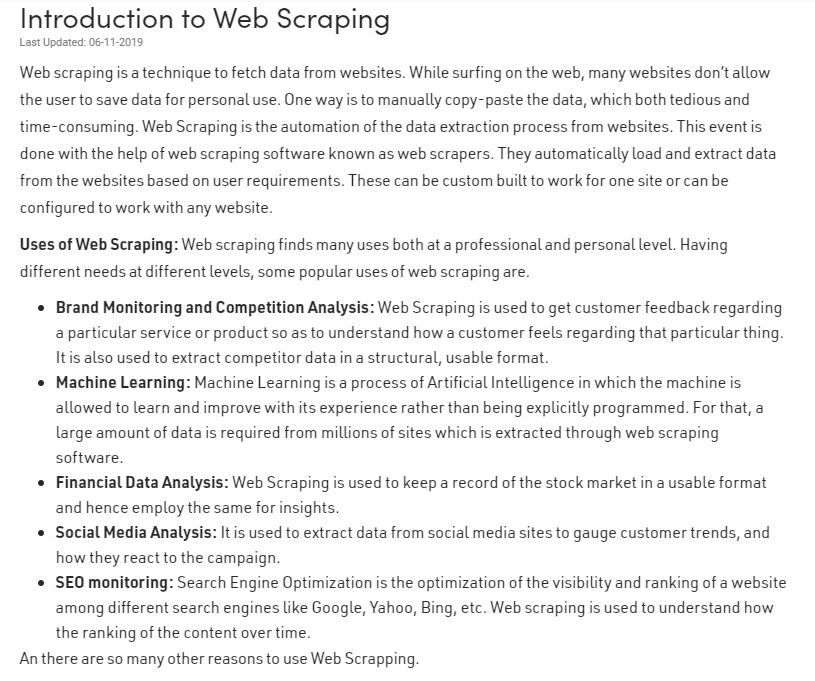 Introduction to Web Scraping
Last Updated: 06-11-2019
Web scraping is a technique to fetch data from websites. While surfing on the web, many websites don’t allow
the user to save data for personal use. One way is to manually copy-paste the data, which both tedious and
time-consuming. Web Scraping is the automation of the data extraction process from websites. This event is
done with the help of web scraping software known as web scrapers. They automatically load and extract data
from the websites based on user requirements. These can be custom built to work for one site or can be
configured to work with any website.
Uses of Web Scraping: Web scraping finds many uses both at a professional and personal level. Having
different needs at different levels, some popular uses of web scraping are.
• Brand Monitoring and Competition Analysis: Web Scraping is used to get customer feedback regarding
a particular service or product so as to understand how a customer feels regarding that particular thing.
It is also used to extract competitor data in a structural, usable format.
• Machine Learning: Machine Learning is a process of Artificial Intelligence in which the machine is
allowed to learn and improve with its experience rather than being explicitly programmed. For that, a
large amount of data is required from millions of sites which is extracted through web scraping
software.
• Financial Data Analysis: Web Scraping is used to keep a record of the stock market in a usable format
and hence employ the same for insights.
• Social Media Analysis: It is used to extract data from social media sites to gauge customer trends, and
how they react to the campaign.
• SEO monitoring: Search Engine Optimization is the optimization of the visibility and ranking of a website
among different search engines like Google, Yahoo, Bing, etc. Web scraping is used to understand how
the ranking of the content over time.
An there are so many other reasons to use Web Scrapping.